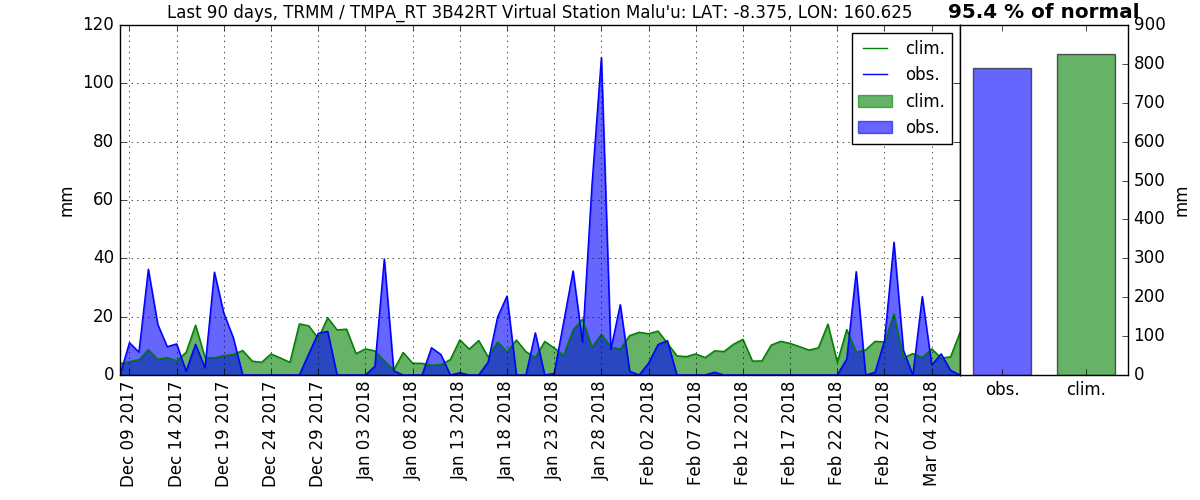 Last 90 days, TRMM / TMPA_RT 3B42RT Virtual Station Malu'u: LAT: -8.375, LON: 160.625
95.4 % of normal
120
100
80
60
40
20
0
mm
clim.
obs.
clim.
obs.
Dec 09 2017
Dec 14 2017
Dec 19 2017
Dec 24 2017
Dec 29 2017
Jan 03 2018
Jan 08 2018
Jan 13 2018
Jan 18 2018
Jan 23 2018
Jan 28 2018
Feb 02 2018
Feb 07 2018
Feb 12 2018
Feb 17 2018
Feb 22 2018
Feb 27 2018
Mar 04 2018
900
800
700
600
500
400
300
200
100
0
mm
obs.
clim.